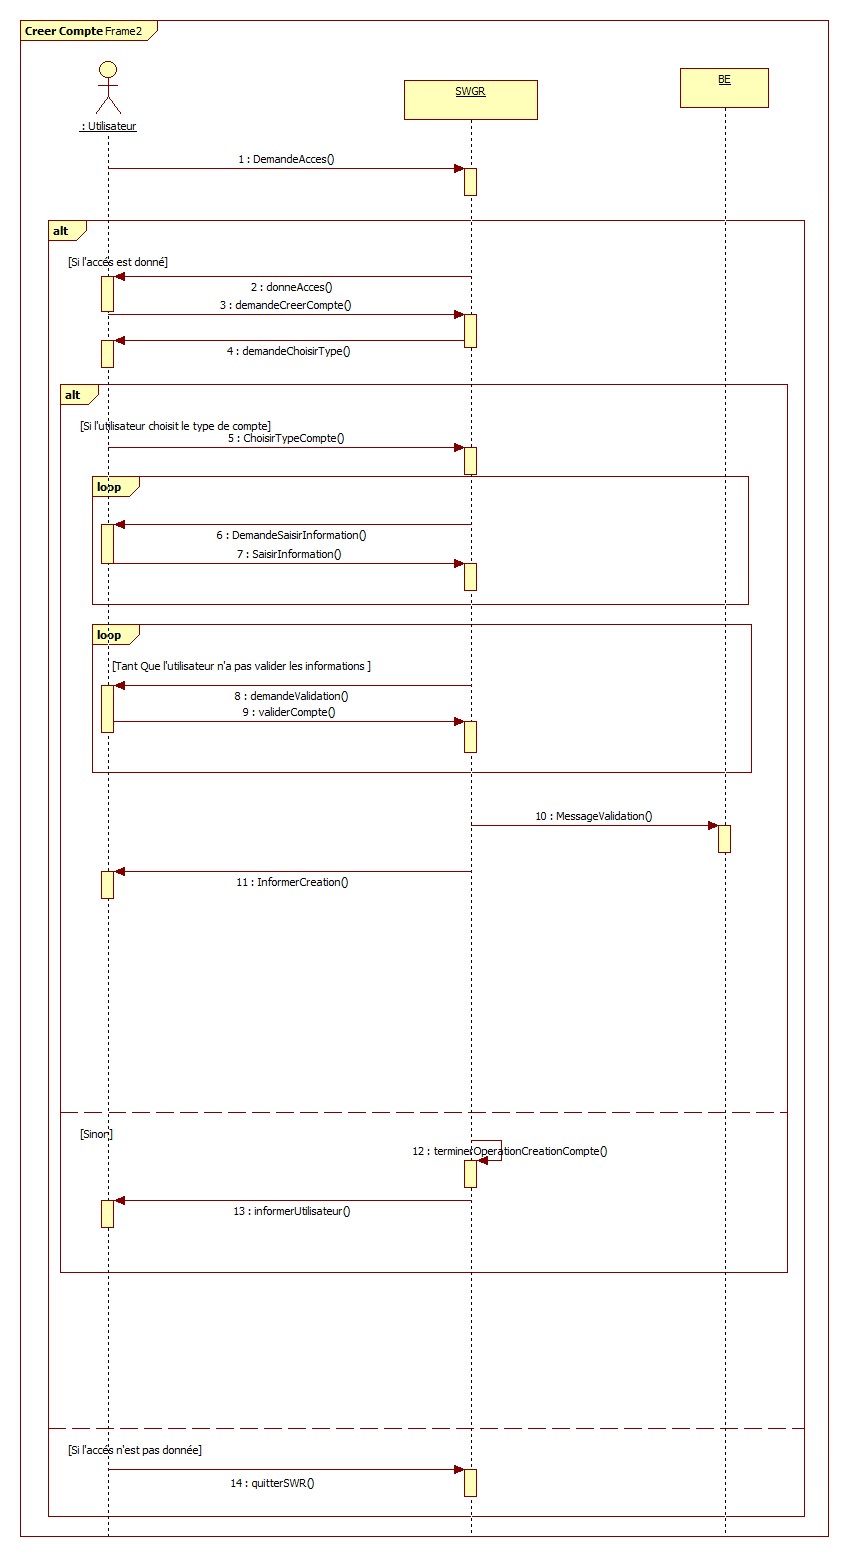 Creer Compte Frame2
: Utilisateur
SWGR
BE
1 : DemandeAcces()
alt
[Si l'accés est donné]
2 : donneAcces()
3 : demandeCreerCompte()
4 : demandeChoisirType()
alt
[Si l'utilisateur choisit le type de compte]
5 : ChoisirTypeCompte()
loop
6 : DemandeSaisirInformation()
7 : SaisirInformation()
loop
[Tant Que l'utilisateur n'a pas valider les informations ]
8 : demandeValidation()
9 : validerCompte()
10 : MessageValidation()
11 : InformerCreation()
[Sinon]
12 : terminerOperationCreationCompte()
13 : informerUtilisateur()
[Si l'accés n'est pas donnée]
14 : quitterSWR()